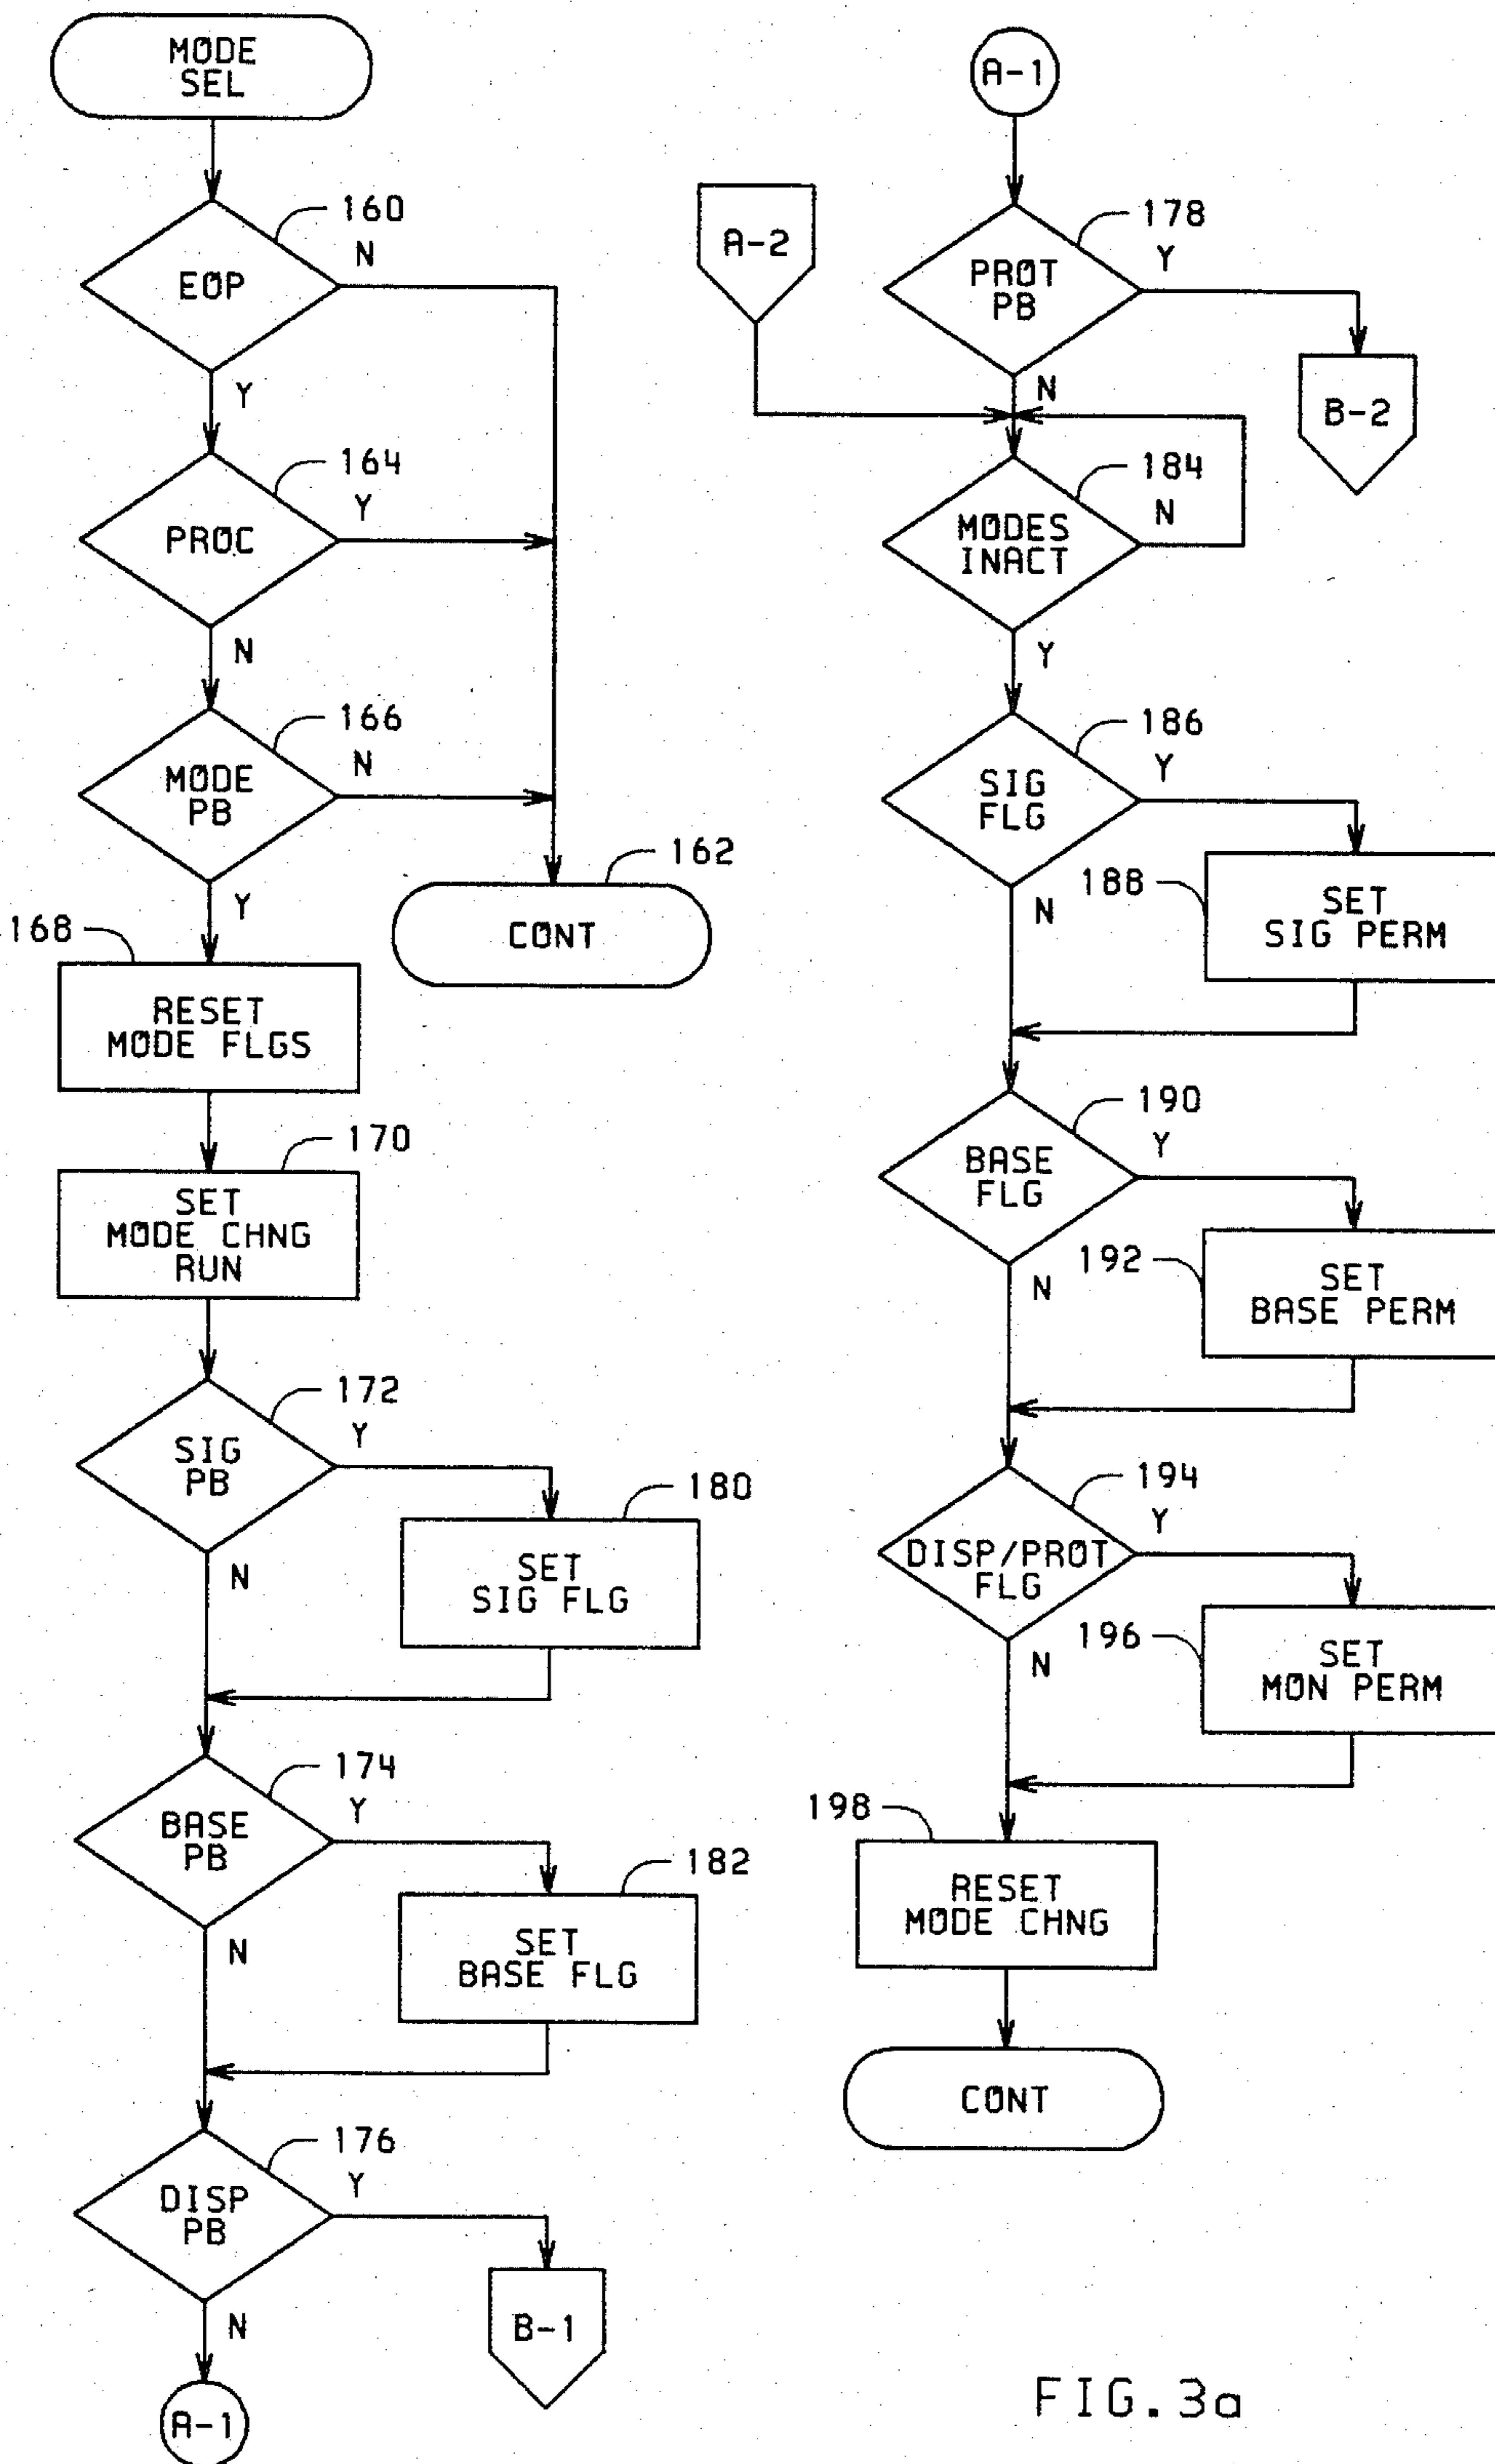 MODE
SEL
160
N
EOP
Y
164
Y
PROC
N
166
N
MODE
PB
Y
162
CONT
168
RESET
MODE FLGS
170
SET
MODE CHNG
RUN
172
Y
SIG
PB
N
180
SET
SIG FLG
174
Y
BASE
PB
N
182
SET
BASE FLG
176
Y
DISP
PB
N
B-1
A-1
A-1
A-2
178
Y
PROT
PB
N
B-2
184
N
MODES
INACT
Y
186
Y
SIG
FLG
N
188
SET
SIG PERM
190
Y
BASE
FLG
N
192
SET
BASE PERM
194
Y
DISP/PROT
FLG
N
196
SET
MON PERM
198
RESET
MODE CHNG
CONT
FIG.3a